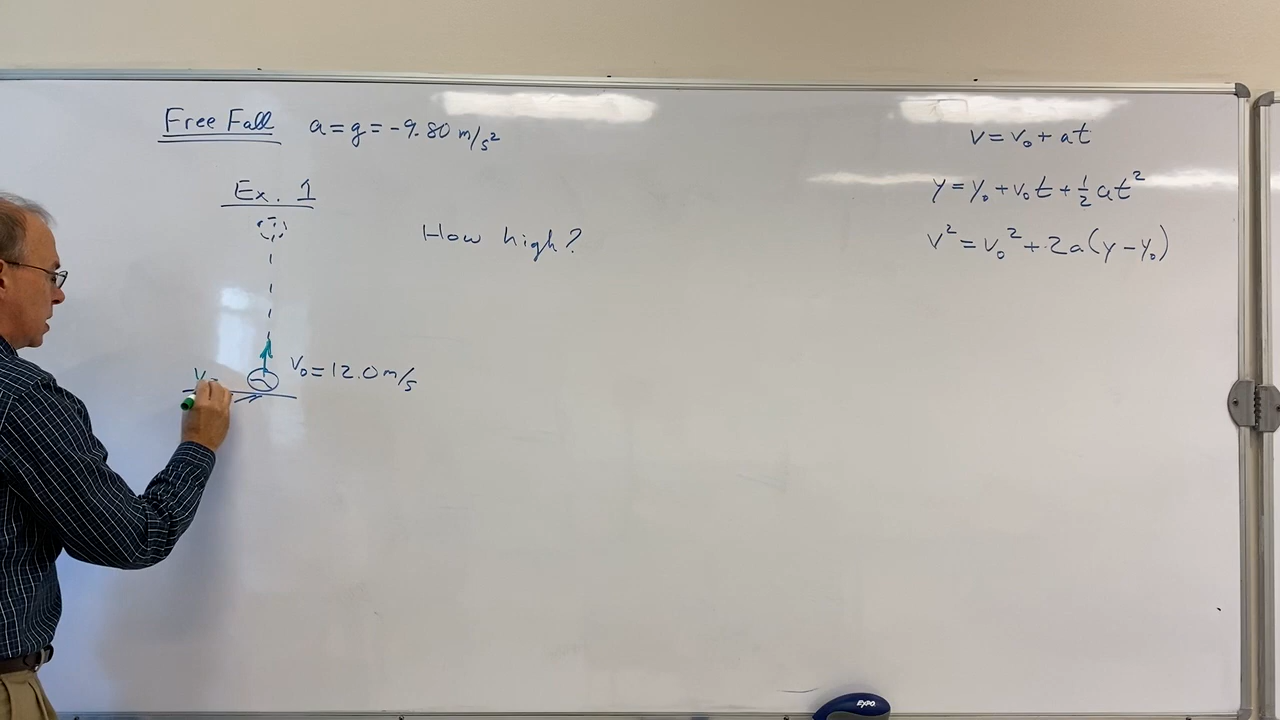 Free Fall a = g = -9.80 m/s²
Ex. 1
How high?
v₀ = 12.0 m/s
v = v₀ + at
y = y₀ + v₀t + ½at²
v² = v₀² + 2a(y - y₀)
EXPO